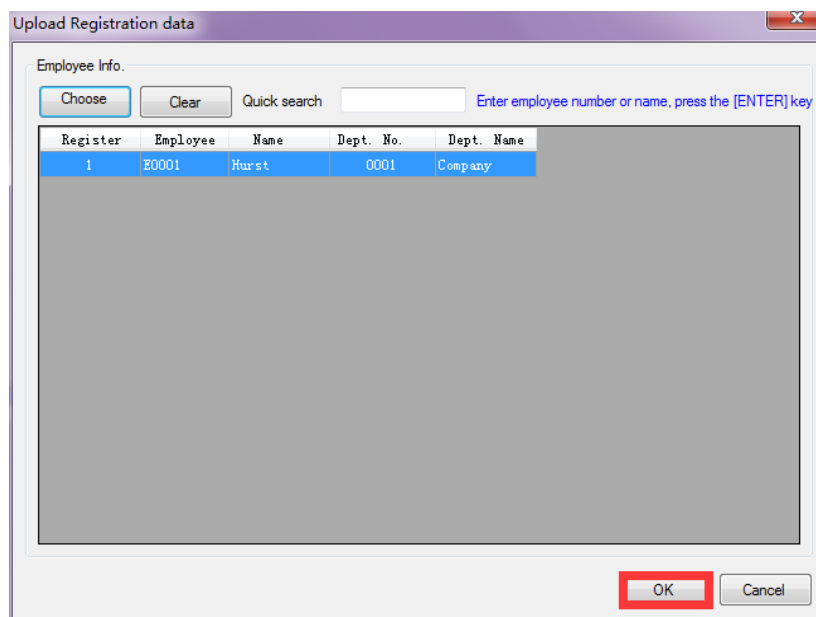 Upload Registration data
Employee Info.
Choose Clear Quick search Enter employee number or name, press the [ENTER] key
Register Employee Name Dept. No. Dept. Name
1 E0001 Hurst 0001 Company
OK Cancel